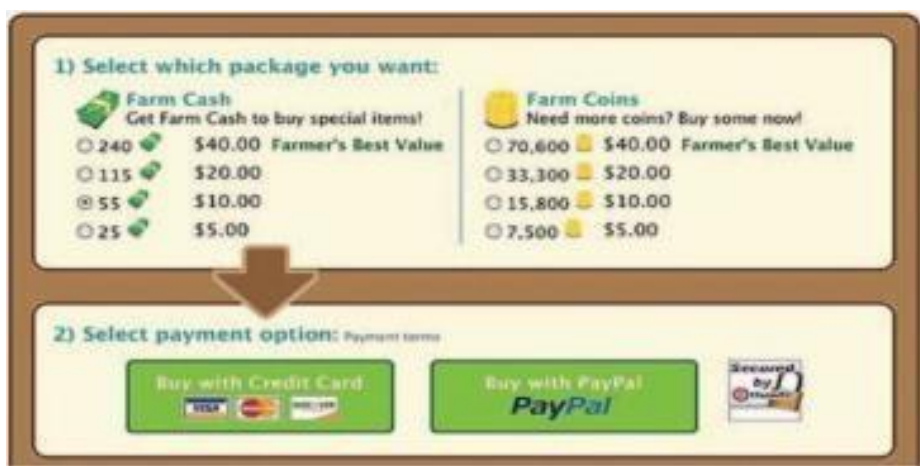 1) Select which package you want:
Farm Cash
Get Farm Cash to buy special items!
240 $40.00 Farmer's Best Value
115 $20.00
55 $10.00
25 $5.00
Farm Coins
Need more coins? Buy some now!
70,600 $40.00 Farmer's Best Value
33,300 $20.00
15,800 $10.00
7,500 $5.00
2) Select payment option: Payment terms
Buy with Credit Card
VISA
Buy with PayPal
PayPal
Secured
by